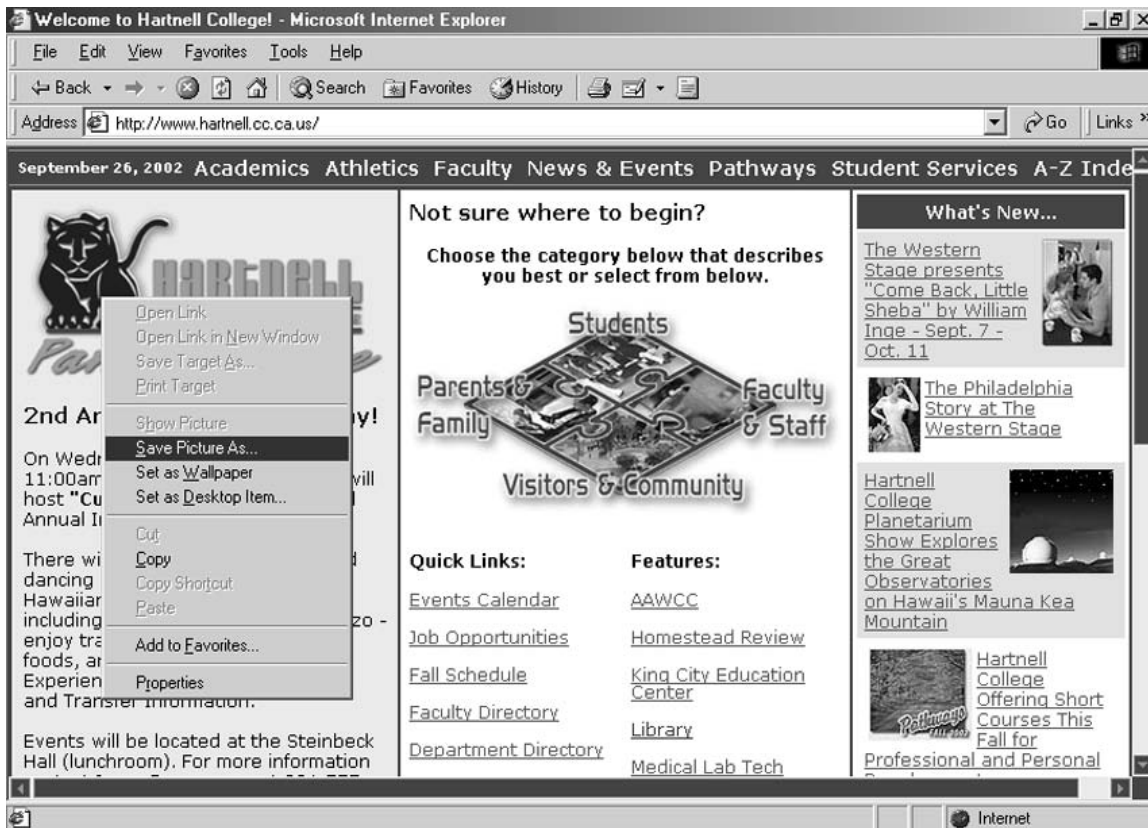 Welcome to Hartnell College! - Microsoft Internet Explorer
File Edit View Favorites Tools Help
Back Search Favorites History
Address http://www.hartnell.cc.ca.us/ Go Links »
September 26, 2002 Academics Athletics Faculty News & Events Pathways Student Services A-Z Inde
HARTNELL
2nd An
y!
On Wedn
11:00am
will
host "Cu
Annual In
There wi
d
dancing
Hawaiian
including
zo -
enjoy tra
foods, an
Experien
and Transfer Information.
Events will be located at the Steinbeck
Hall (lunchroom). For more information
Open Link
Open Link in New Window
Save Target As...
Print Target
Show Picture
Save Picture As...
Set as Wallpaper
Set as Desktop Item...
Cut
Copy
Copy Shortcut
Paste
Add to Favorites...
Properties
Not sure where to begin?
Choose the category below that describes
you best or select from below.
Students
Parents &
Family
Faculty
& Staff
Visitors & Community
Quick Links:
Events Calendar
Job Opportunities
Fall Schedule
Faculty Directory
Department Directory
Features:
AAWCC
Homestead Review
King City Education
Center
Library
Medical Lab Tech
What's New...
The Western
Stage presents
"Come Back, Little
Sheba" by William
Inge - Sept. 7 -
Oct. 11
The Philadelphia
Story at The
Western Stage
Hartnell
College
Planetarium
Show Explores
the Great
Observatories
on Hawaii's Mauna Kea
Mountain
Pathways
FALL 2002
Hartnell
College
Offering Short
Courses This
Fall for
Professional and Personal
Internet